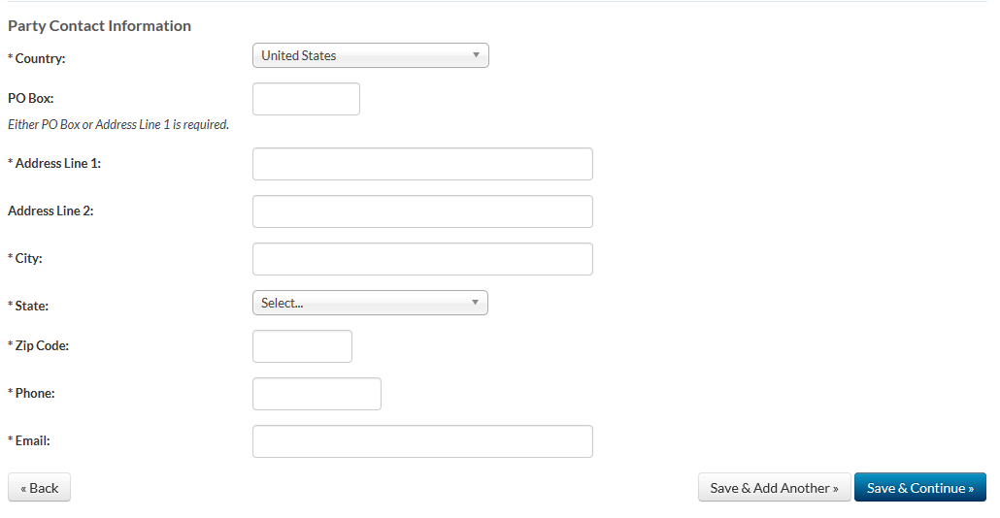 Party Contact Information
* Country:
United States
PO Box:
Either PO Box or Address Line 1 is required.
* Address Line 1:
Address Line 2:
* City:
* State:
Select...
* Zip Code:
* Phone:
* Email:
« Back
Save & Add Another »
Save & Continue »